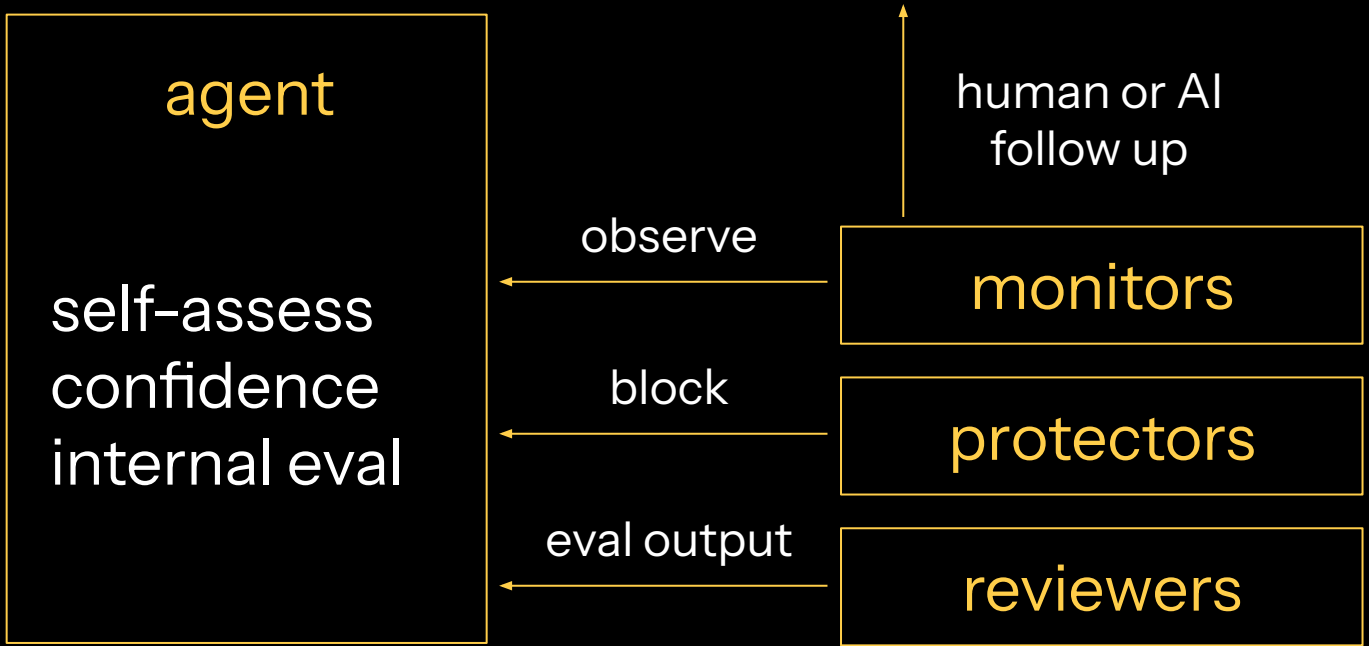 agent
self-assess
confidence
internal eval
human or AI
follow up
observe
monitors
block
protectors
eval output
reviewers